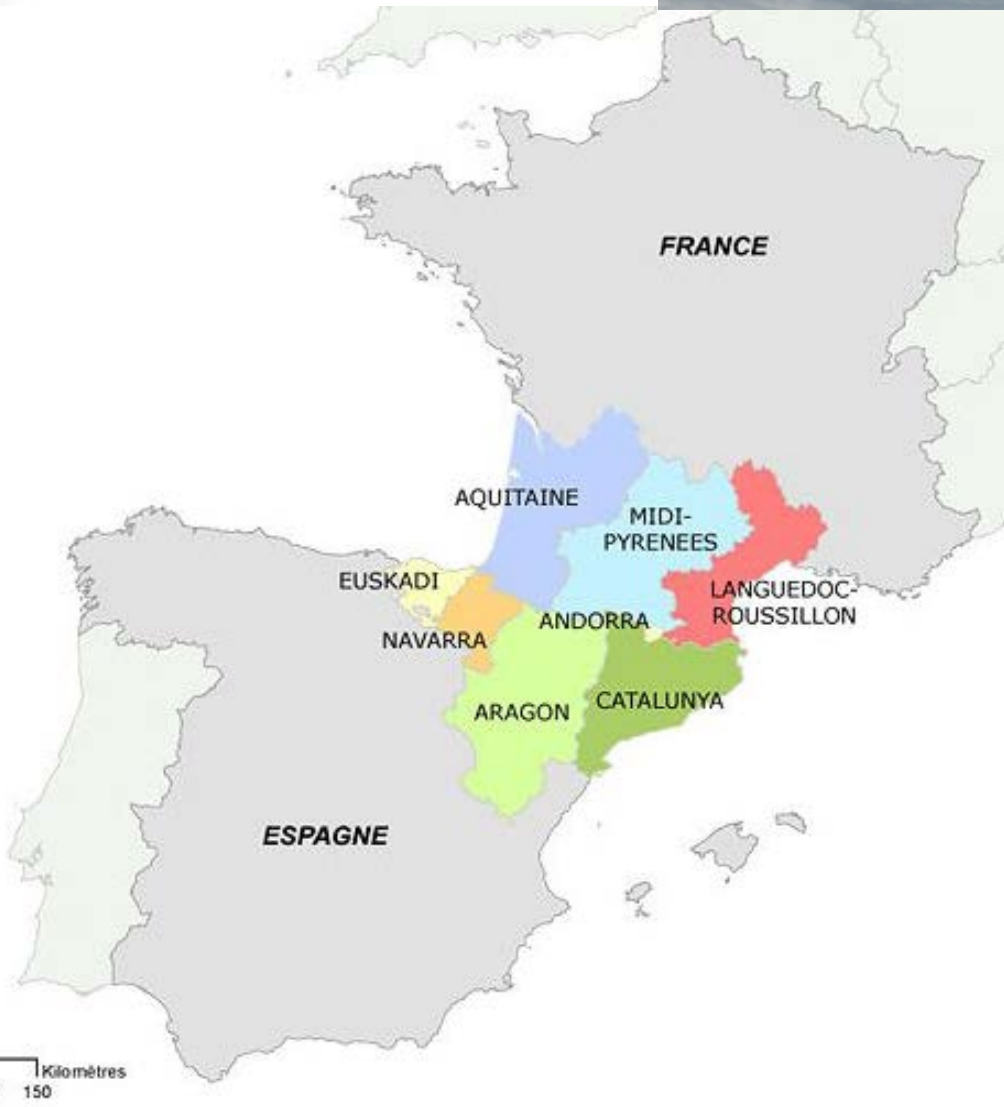 FRANCE
AQUITAINE
MIDI-
PYRENEES
EUSKADI
LANGUEDOC-
ROUSSILLON
ANDORRA
NAVARRA
CATALUNYA
ARAGON
ESPAGNE
Kilomètres
150